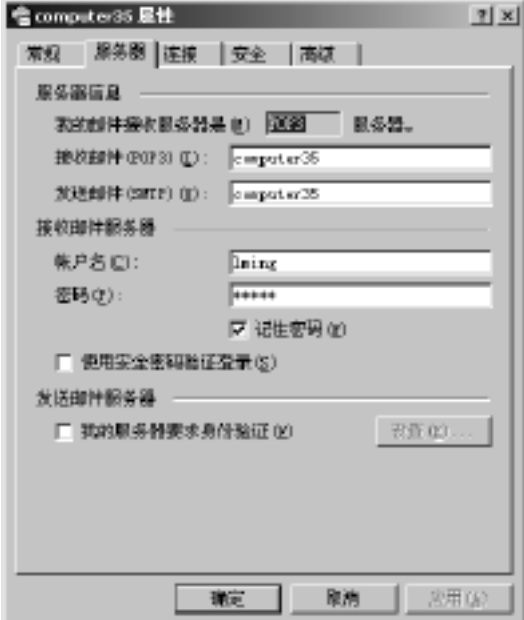 computer35 属性
常规 服务器 连接 安全 高级
服务器信息
我的邮件接收服务器是(M) POP3 服务器。
接收邮件(POP3)(I): computer35
发送邮件(SMTP)(U): computer35
接收邮件服务器
帐户名(C): lming
密码(P): *****
记住密码(W)
使用安全密码验证登录(S)
发送邮件服务器
我的服务器要求身份验证(V) 设置(E)...
确定 取消 应用(A)